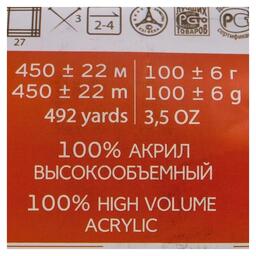 3 2-4
27
450 ± 22 м 100 ± 6 г
450 ± 22 m 100 ± 6 g
492 yards 3,5 OZ
100% АКРИЛ
ВЫСОКООБЪЕМНЫЙ
100% HIGH VOLUME
ACRYLIC